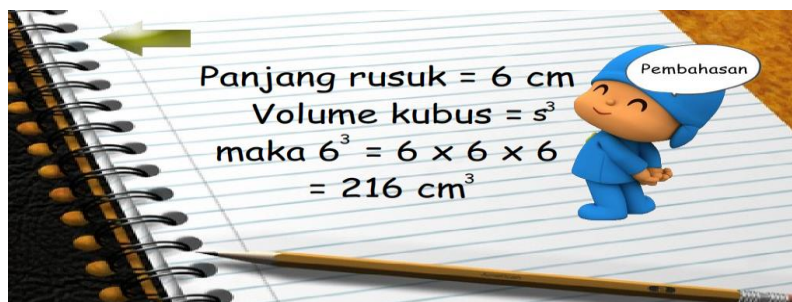 Panjang rusuk = 6 cm
Pembahasan
Volume kubus = s³
maka 6³ = 6 × 6 × 6
= 216 cm³